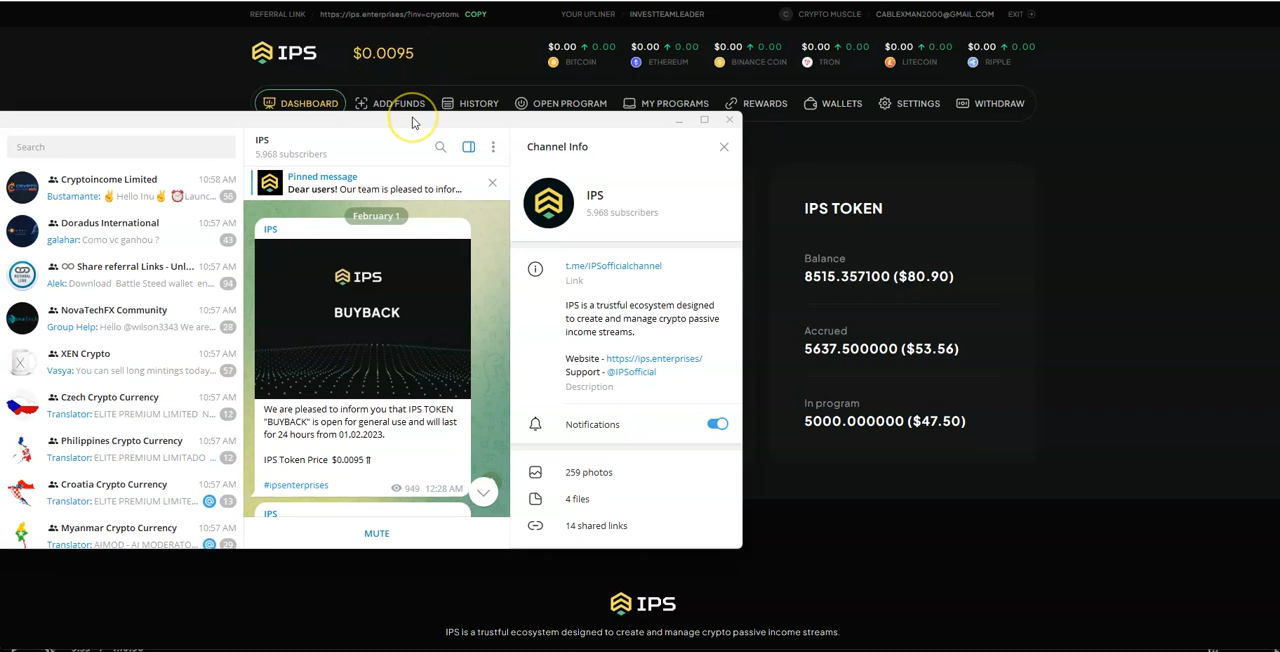 REFERRAL LINK https://ips.enterprises/?inv=cryptomu COPY YOUR UPLINER INVESTTEAMLEADER C CRYPTO MUSCLE CABLEXMAN2000@GMAIL.COM EXIT
IPS $0.0095
$0.00 ↑ 0.00 $0.00 ↑ 0.00 $0.00 ↑ 0.00 $0.00 ↑ 0.00 $0.00 ↑ 0.00 $0.00 ↑ 0.00
BITCOIN ETHEREUM BINANCE COIN TRON LITECOIN RIPPLE
DASHBOARD ADD FUNDS HISTORY OPEN PROGRAM MY PROGRAMS REWARDS WALLETS SETTINGS WITHDRAW
Search
Cryptoincome Limited 10:58 AM
Bustamante: ✌ Hello Inu ✌ ⏰ Launc... 56
Doradus International 10:57 AM
galahar: Como vc ganhou ? 43
Share referral Links - Unl... 10:57 AM
Alek: Download Battle Steed wallet en... 94
NovaTechFX Community 10:57 AM
Group Help: Hello @wilson3343 We are... 28
XEN Crypto 10:57 AM
Vasya: You can sell long mintings today... 57
Czech Crypto Currency 10:57 AM
Translator: ELITE PREMIUM LIMITED N... 12
Philippines Crypto Currency 10:57 AM
Translator: ELITE PREMIUM LIMITADO ... 12
Croatia Crypto Currency 10:57 AM
Translator: ELITE PREMIUM LIMITE... @ 13
Myanmar Crypto Currency 10:57 AM
Translator: AIMOD - AI MODERATO... @ 29
IPS
5,968 subscribers
Pinned message
Dear users! Our team is pleased to infor...
February 1
IPS
IPS
BUYBACK
We are pleased to inform you that IPS TOKEN
"BUYBACK" is open for general use and will last
for 24 hours from 01.02.2023.
IPS Token Price $0.0095 ⇈
#ipsenterprises 949 12:28 AM
IPS
MUTE
Channel Info
IPS
5,968 subscribers
t.me/IPSofficialchannel
Link
IPS is a trustful ecosystem designed
to create and manage crypto passive
income streams.
Website - https://ips.enterprises/
Support - @IPSofficial
Description
Notifications
259 photos
4 files
14 shared links
IPS TOKEN
Balance
8515.357100 ($80.90)
Accrued
5637.500000 ($53.56)
In program
5000.000000 ($47.50)
IPS
IPS is a trustful ecosystem designed to create and manage crypto passive income streams.